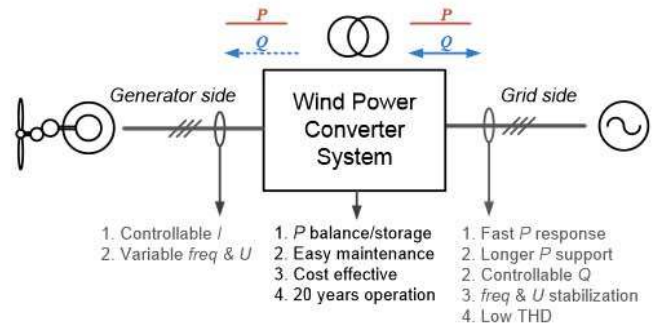 P P
Q Q
Generator side
Wind Power
Converter
System
Grid side
1. Controllable I
2. Variable freq & U
1. P balance/storage
2. Easy maintenance
3. Cost effective
4. 20 years operation
1. Fast P response
2. Longer P support
2. Controllable Q
3. freq & U stabilization
4. Low THD